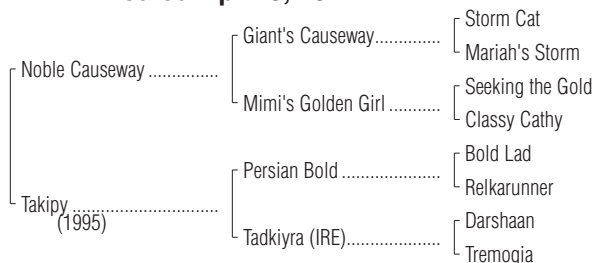 Storm Cat
Giant's Causeway
Mariah's Storm
Noble Causeway
Seeking the Gold
Mimi's Golden Girl
Classy Cathy
Bold Lad
Persian Bold
Relkarunner
Takipy
(1995)
Darshaan
Tadkiyra (IRE)
Tremogia